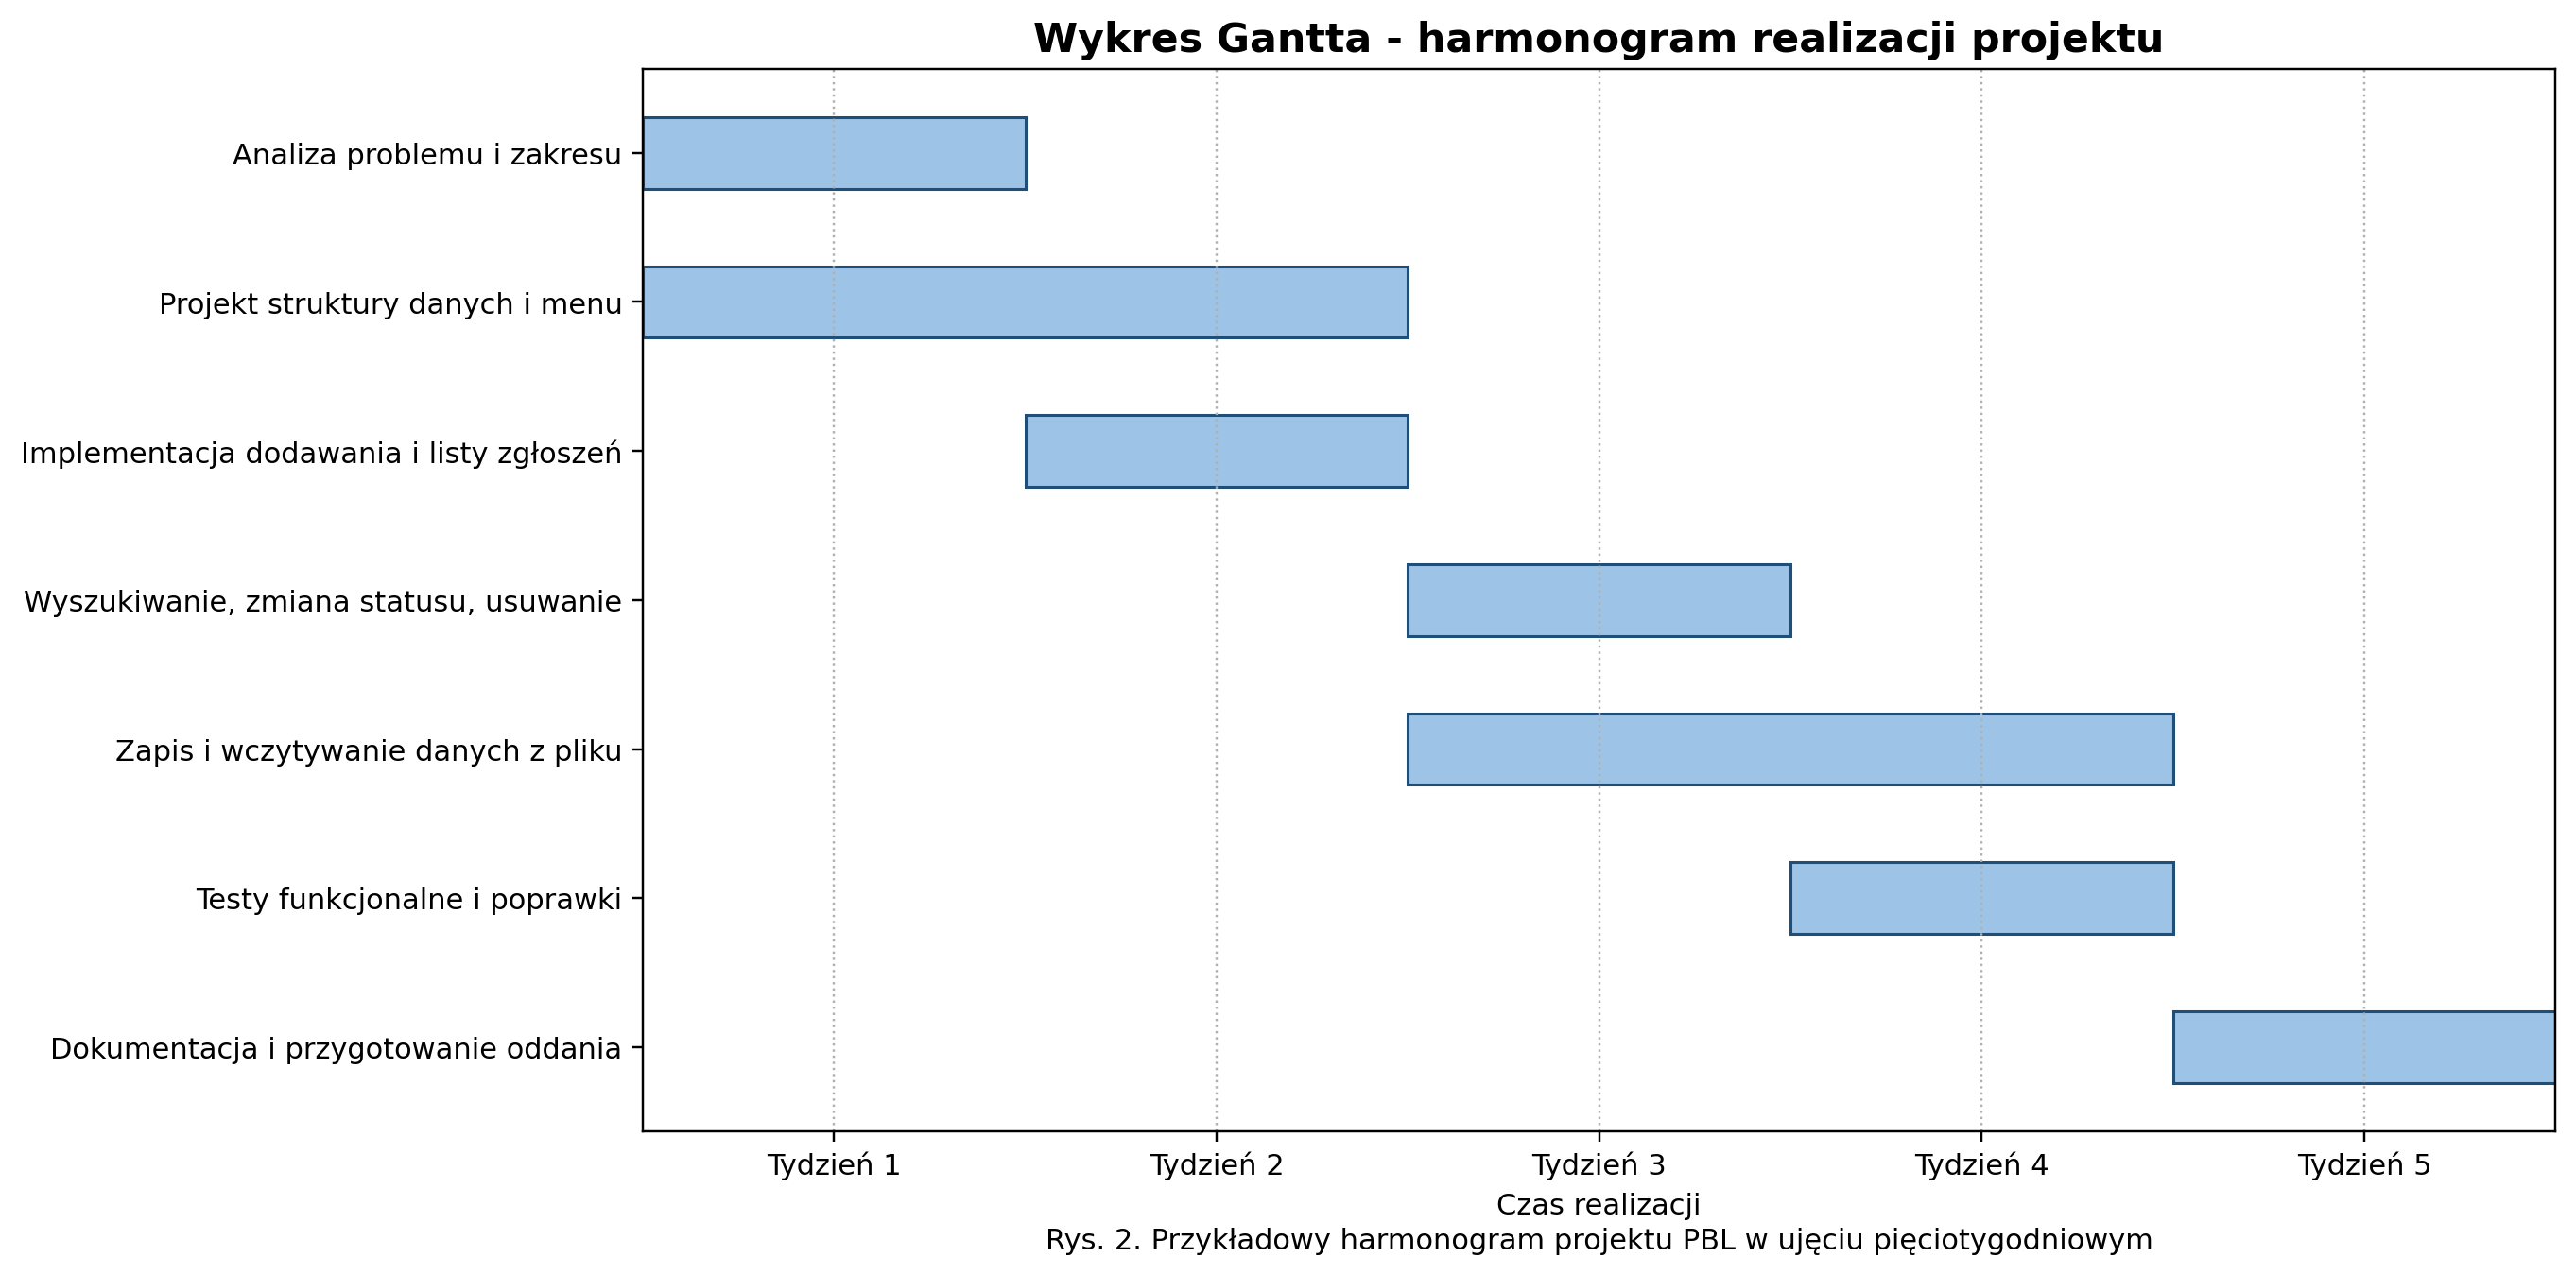 Wykres Gantta - harmonogram realizacji projektu
Analiza problemu i zakresu
Projekt struktury danych i menu
Implementacja dodawania i listy zgłoszeń
Wyszukiwanie, zmiana statusu, usuwanie
Zapis i wczytywanie danych z pliku
Testy funkcjonalne i poprawki
Dokumentacja i przygotowanie oddania
Tydzień 1 Tydzień 2 Tydzień 3 Tydzień 4 Tydzień 5
Czas realizacji
Rys. 2. Przykładowy harmonogram projektu PBL w ujęciu pięciotygodniowym